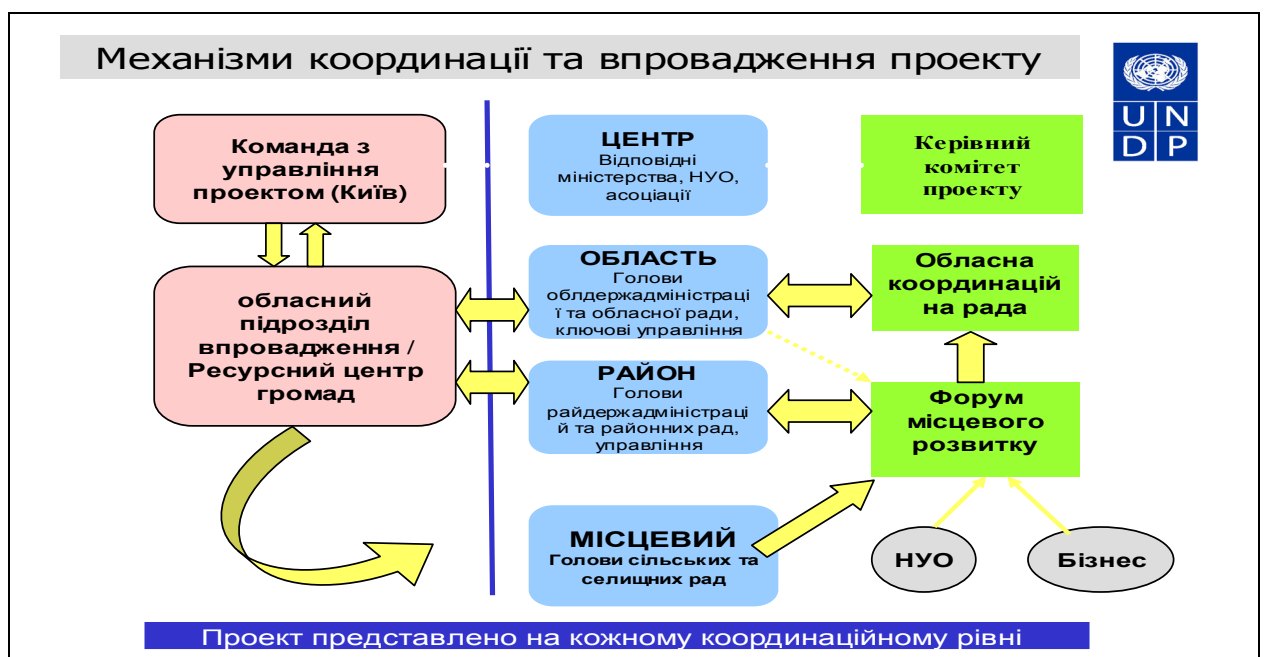 Механізми координації та впровадження проекту
U N
D P
Команда з
управління
проектом (Київ)
ЦЕНТР
Відповідні
міністерства, НУО,
асоціації
Керівний
комітет
проекту
обласний
підрозділ
впровадження /
Ресурсний центр
громад
ОБЛАСТЬ
Голови
облдержадміністраці
ї та обласної ради,
ключові управління
Обласна
координацій
на рада
РАЙОН
Голови
райдержадміністраці
й та районних рад,
управління
Форум
місцевого
розвитку
МІСЦЕВИЙ
Голови сільських та
селищних рад
НУО
Бізнес
Проект представлено на кожному координаційному рівні